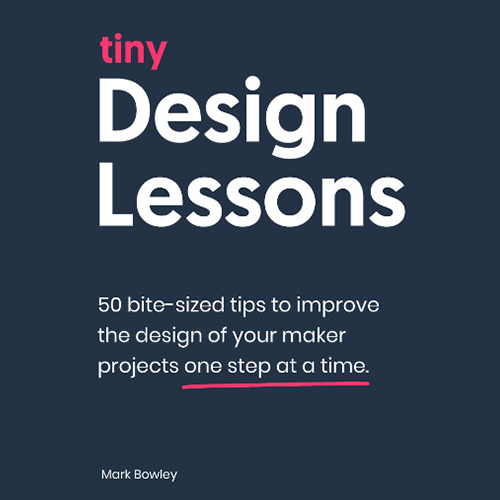 tiny
Design
Lessons
50 bite-sized tips to improve
the design of your maker
projects one step at a time.
Mark Bowley